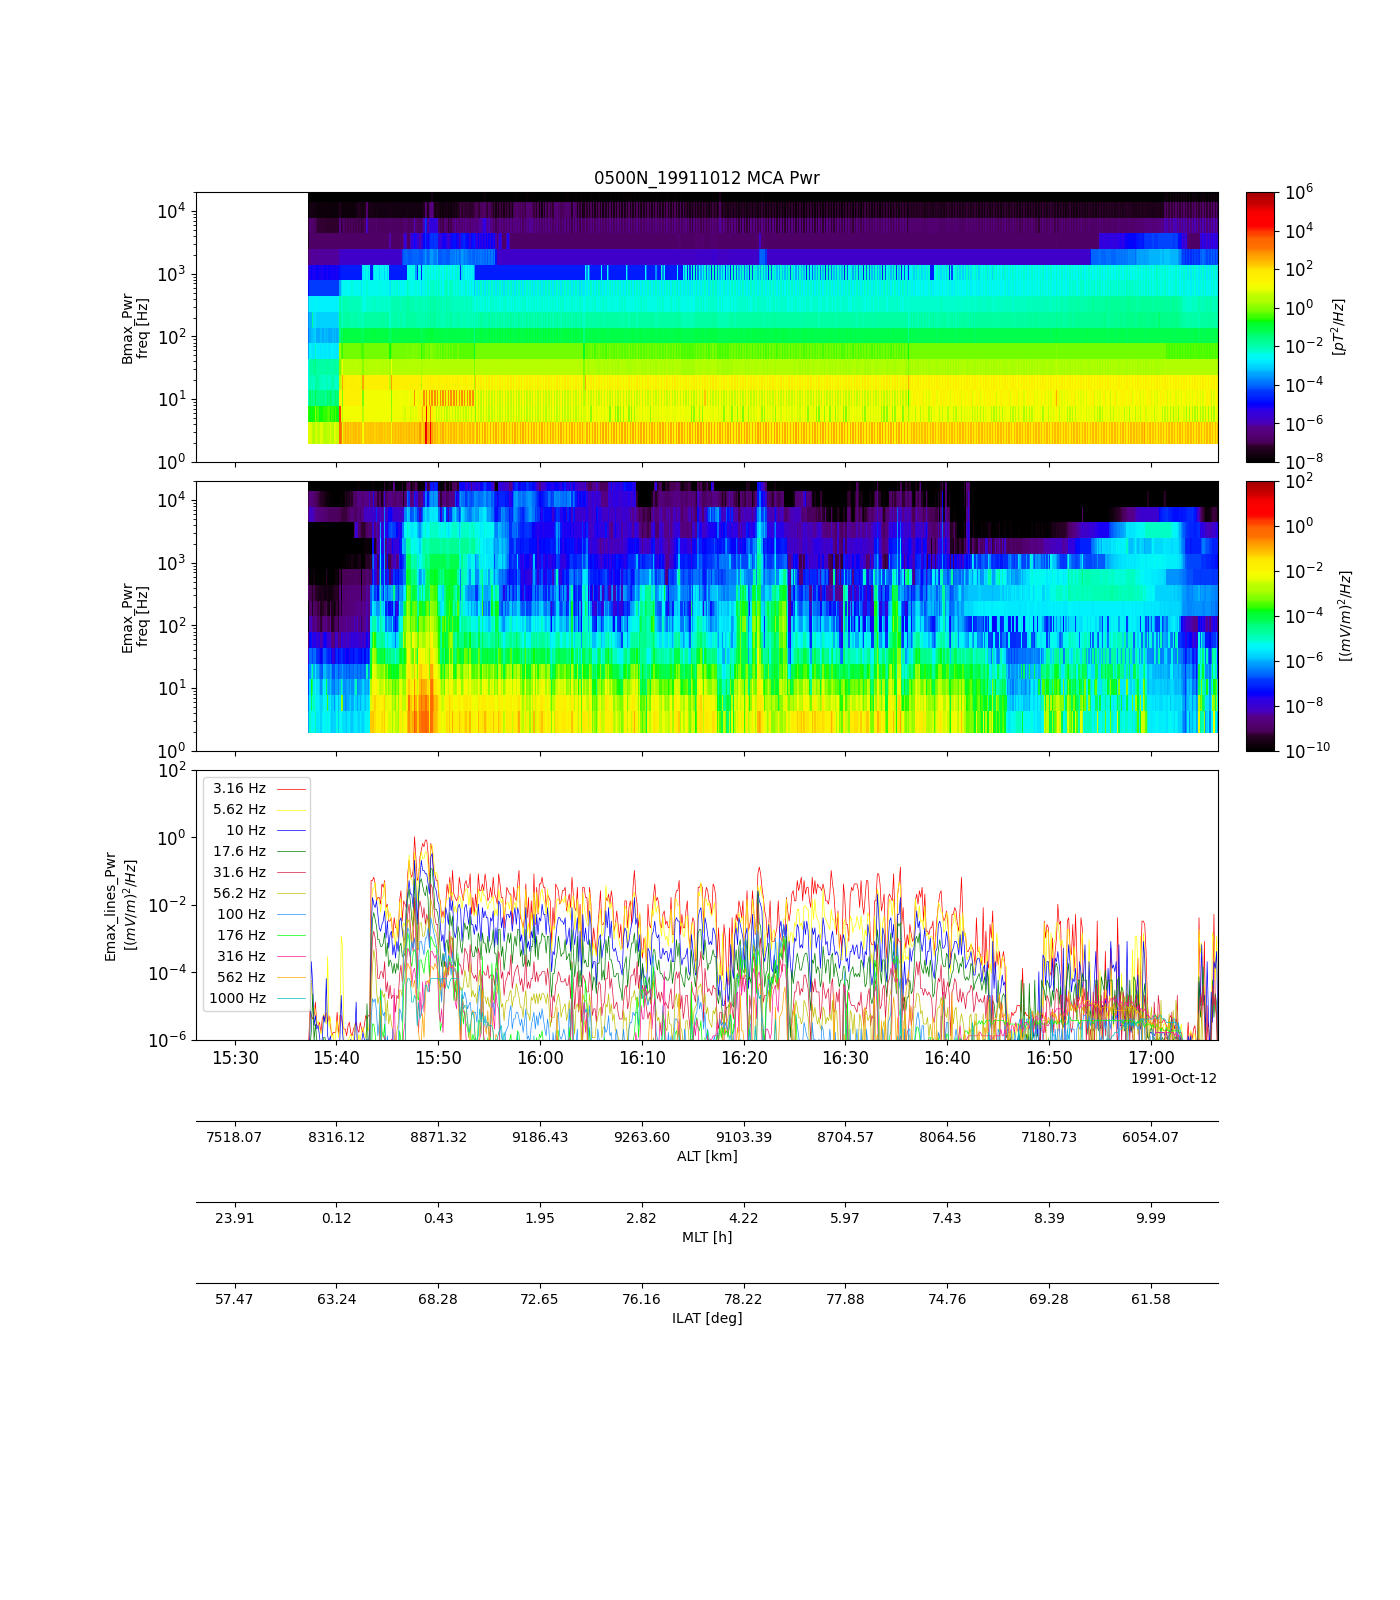 0500N_19911012 MCA Pwr
Bmax_Pwr
freq [Hz]
10^4
10^3
10^2
10^1
10^0
10^6
10^4
10^2
10^0
10^−2
10^−4
10^−6
10^−8
[pT^2/Hz]
Emax_Pwr
freq [Hz]
10^4
10^3
10^2
10^1
10^0
10^2
10^0
10^−2
10^−4
10^−6
10^−8
10^−10
[(mV/m)^2/Hz]
Emax_lines_Pwr
[(mV/m)^2/Hz]
10^2
10^0
10^−2
10^−4
10^−6
3.16 Hz
5.62 Hz
10 Hz
17.6 Hz
31.6 Hz
56.2 Hz
100 Hz
176 Hz
316 Hz
562 Hz
1000 Hz
15:30 15:40 15:50 16:00 16:10 16:20 16:30 16:40 16:50 17:00
1991-Oct-12
7518.07 8316.12 8871.32 9186.43 9263.60 9103.39 8704.57 8064.56 7180.73 6054.07
ALT [km]
23.91 0.12 0.43 1.95 2.82 4.22 5.97 7.43 8.39 9.99
MLT [h]
57.47 63.24 68.28 72.65 76.16 78.22 77.88 74.76 69.28 61.58
ILAT [deg]